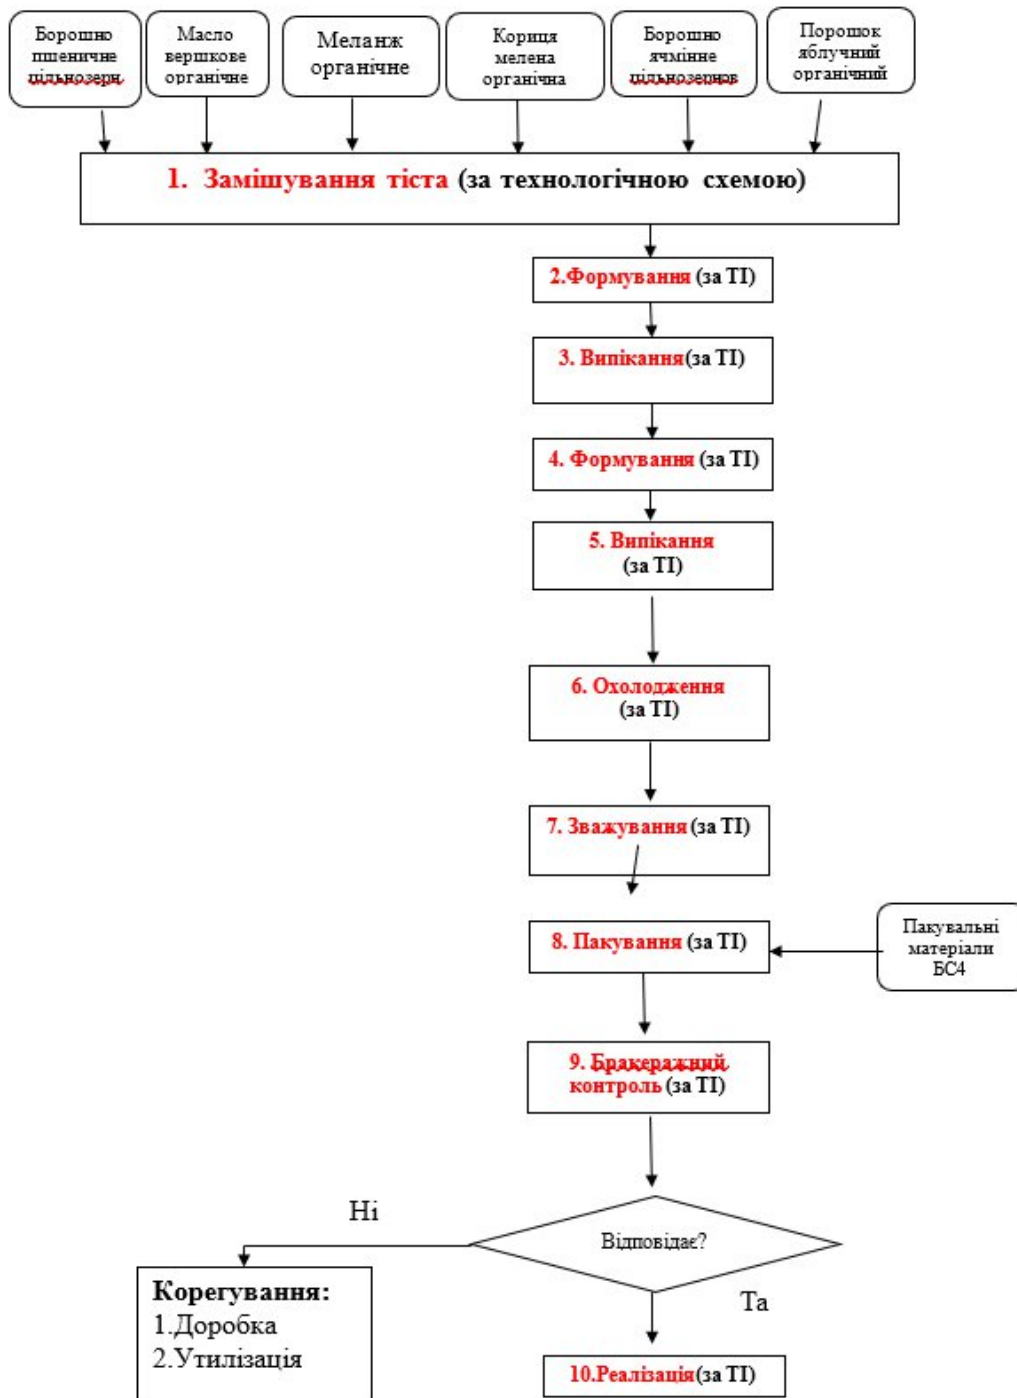 Борошно
пшеничне
цільнозерн
Масло
вершкове
органічне
Меланж
органічне
Кориця
мелена
органічна
Борошно
ячмінне
цільнозернов
Порошок
яблучний
органічний
1. Замішування тіста (за технологічною схемою)
2.Формування (за ТІ)
3. Випікання(за ТІ)
4. Формування (за ТІ)
5. Випікання
(за ТІ)
6. Охолодження
(за ТІ)
7. Зважування (за ТІ)
8. Пакування (за ТІ)
Пакувальні
матеріали
БС4
9. Бракеражний
контроль (за ТІ)
Ні
Відповідає?
Та
Корегування:
1.Доробка
2.Утилізація
10.Реалізація(за ТІ)